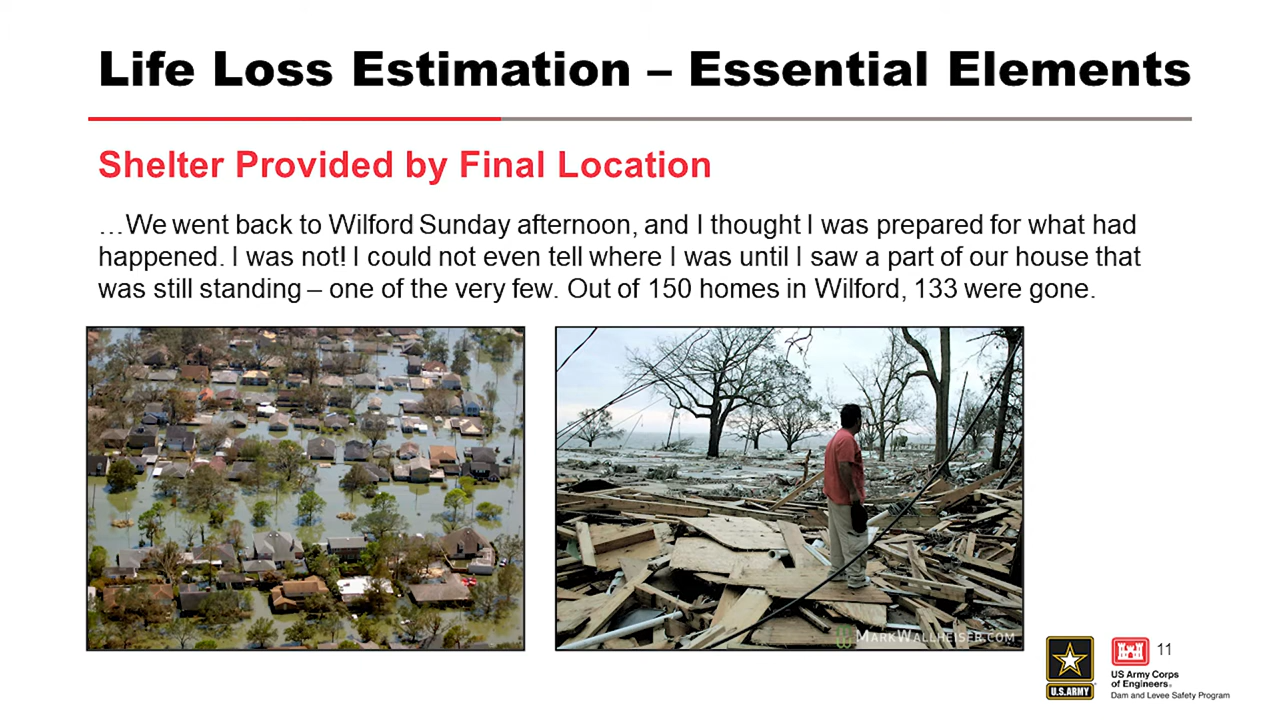 Life Loss Estimation – Essential Elements
Shelter Provided by Final Location
…We went back to Wilford Sunday afternoon, and I thought I was prepared for what had
happened. I was not! I could not even tell where I was until I saw a part of our house that
was still standing – one of the very few. Out of 150 homes in Wilford, 133 were gone.
MARKWALLHEISER.COM
U.S.ARMY
US Army Corps
of Engeineers®
Dam and Levee Safety Program
11